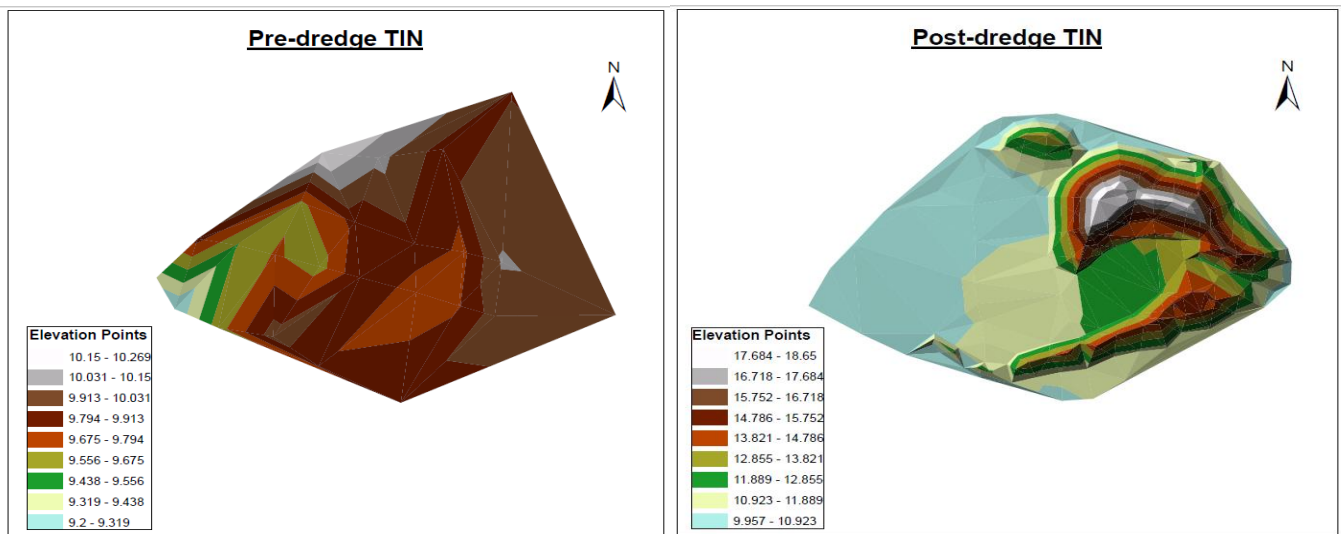 Pre-dredge TIN
N
Elevation Points
10.15 - 10.269
10.031 - 10.15
9.913 - 10.031
9.794 - 9.913
9.675 - 9.794
9.556 - 9.675
9.438 - 9.556
9.319 - 9.438
9.2 - 9.319
Post-dredge TIN
N
Elevation Points
17.684 - 18.65
16.718 - 17.684
15.752 - 16.718
14.786 - 15.752
13.821 - 14.786
12.855 - 13.821
11.889 - 12.855
10.923 - 11.889
9.957 - 10.923